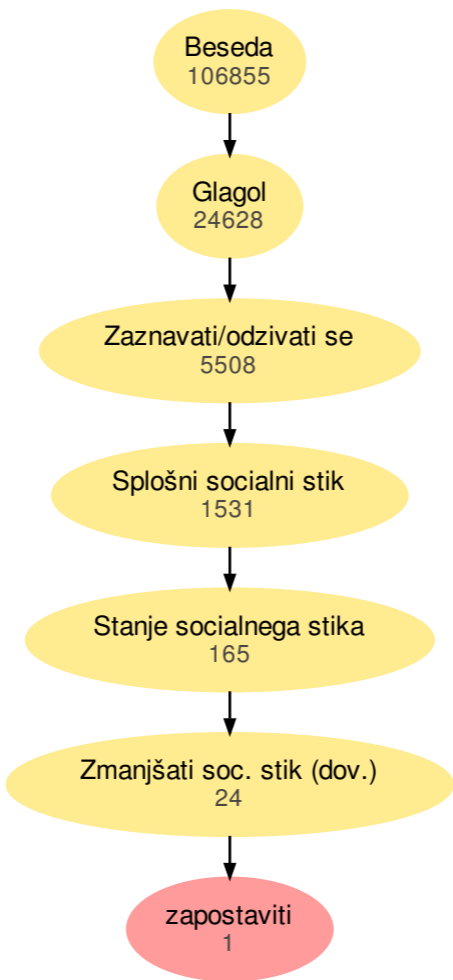 Beseda
106855
Glagol
24628
Zaznavati/odzivati se
5508
Splošni socialni stik
1531
Stanje socialnega stika
165
Zmanjšati soc. stik (dov.)
24
zapostaviti
1